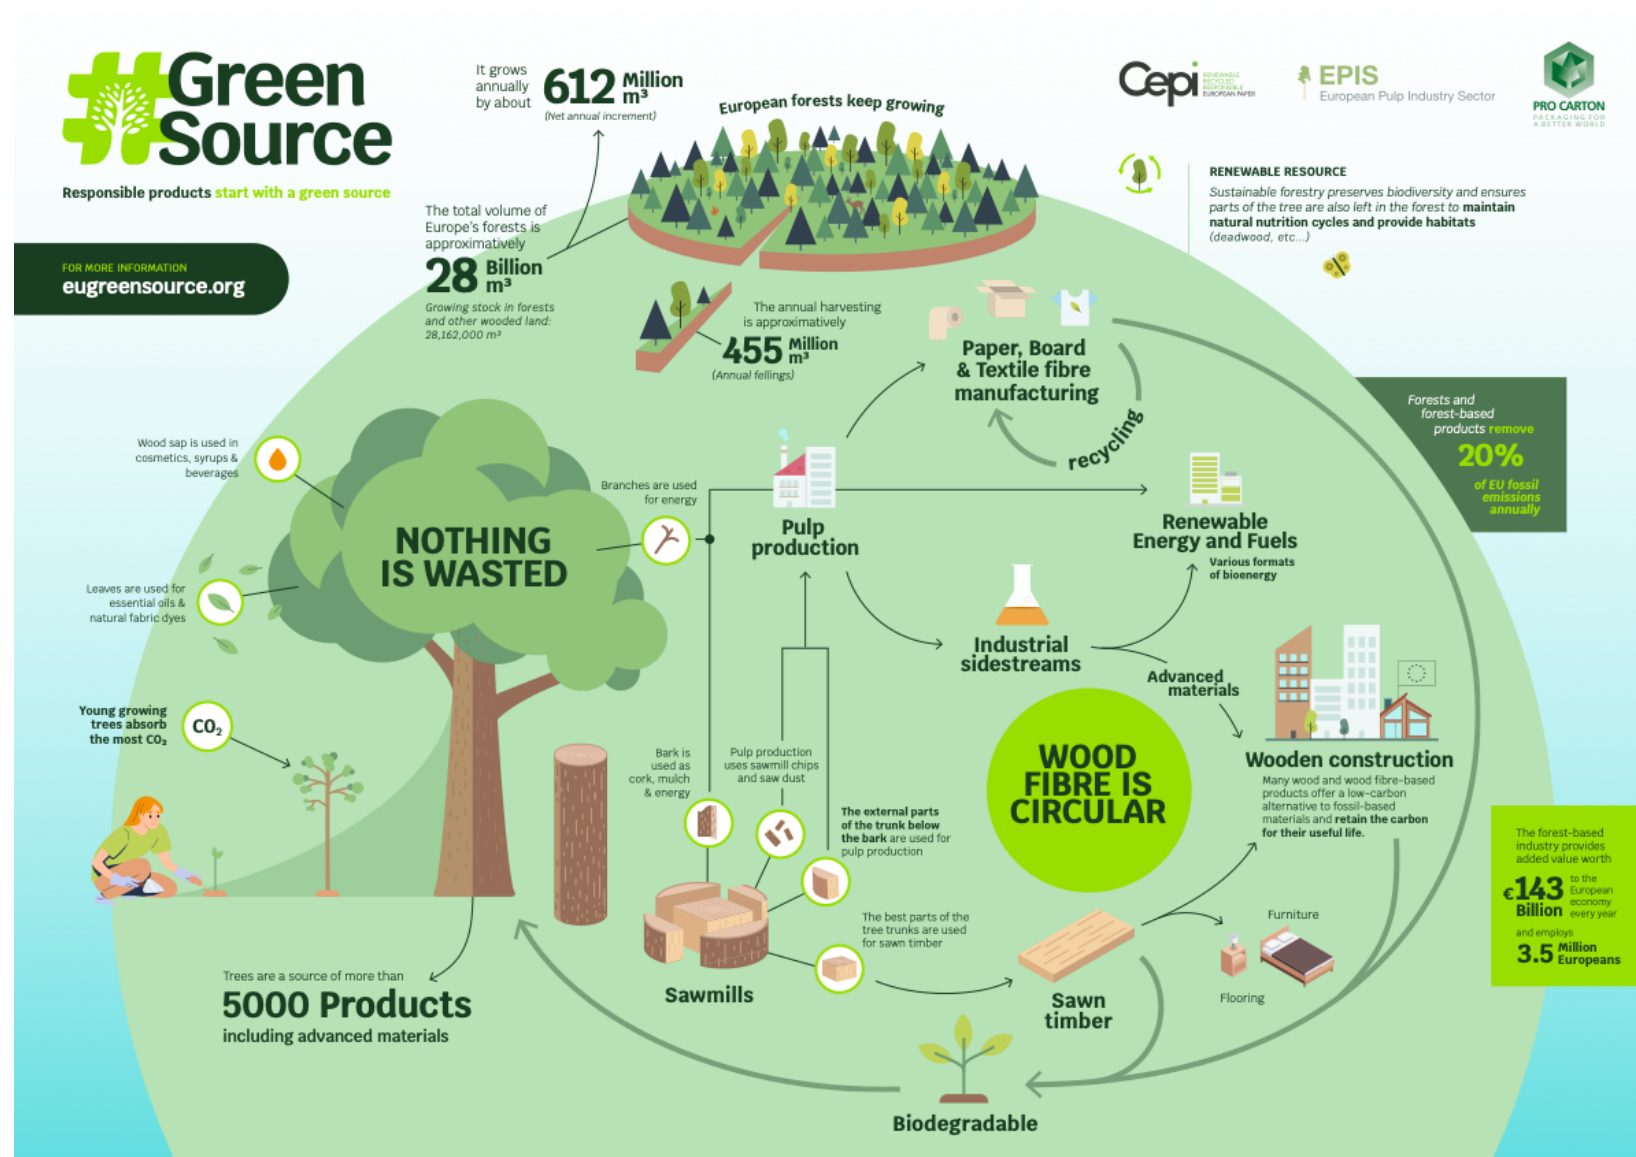 #Green
Source
Responsible products start with a green source
FOR MORE INFORMATION
eugreensource.org
It grows
annually
by about
612 Million
m³
(Net annual increment)
European forests keep growing
The total volume of
Europe's forests is
approximately
28 Billion
m³
Growing stock in forests
and other wooded land:
28,162,000 m³
The annual harvesting
is approximately
455 Million
m³
(Annual fellings)
Cepi
RENEWABLE
RECYCLED
RESPONSIBLE
EUROPEAN PAPER
EPIS
European Pulp Industry Sector
PRO CARTON
PACKAGING FOR
A BETTER WORLD
RENEWABLE RESOURCE
Sustainable forestry preserves biodiversity and ensures
parts of the tree are also left in the forest to maintain
natural nutrition cycles and provide habitats
(deadwood, etc...)
Paper, Board
& Textile fibre
manufacturing
recycling
Forests and
forest-based
products remove
20%
of EU fossil
emissions
annually
Wood sap is used in
cosmetics, syrups &
beverages
NOTHING
IS WASTED
Branches are used
for energy
Leaves are used for
essential oils &
natural fabric dyes
Young growing
trees absorb
the most CO₂
CO₂
Pulp
production
Renewable
Energy and Fuels
Various formats
of bioenergy
Industrial
sidestreams
Advanced
materials
WOOD
FIBRE IS
CIRCULAR
Wooden construction
Many wood and wood fibre-based
products offer a low-carbon
alternative to fossil-based
materials and retain the carbon
for their useful life.
Bark is
used as
cork, mulch
& energy
Pulp production
uses sawmill chips
and saw dust
The external parts
of the trunk below
the bark are used for
pulp production
The best parts of the
tree trunks are used
for sawn timber
Sawmills
Sawn
timber
Furniture
Flooring
The forest-based
industry provides
added value worth
€143
Billion
to the
European
economy
every year
and employs
3.5 Million
Europeans
Trees are a source of more than
5000 Products
including advanced materials
Biodegradable